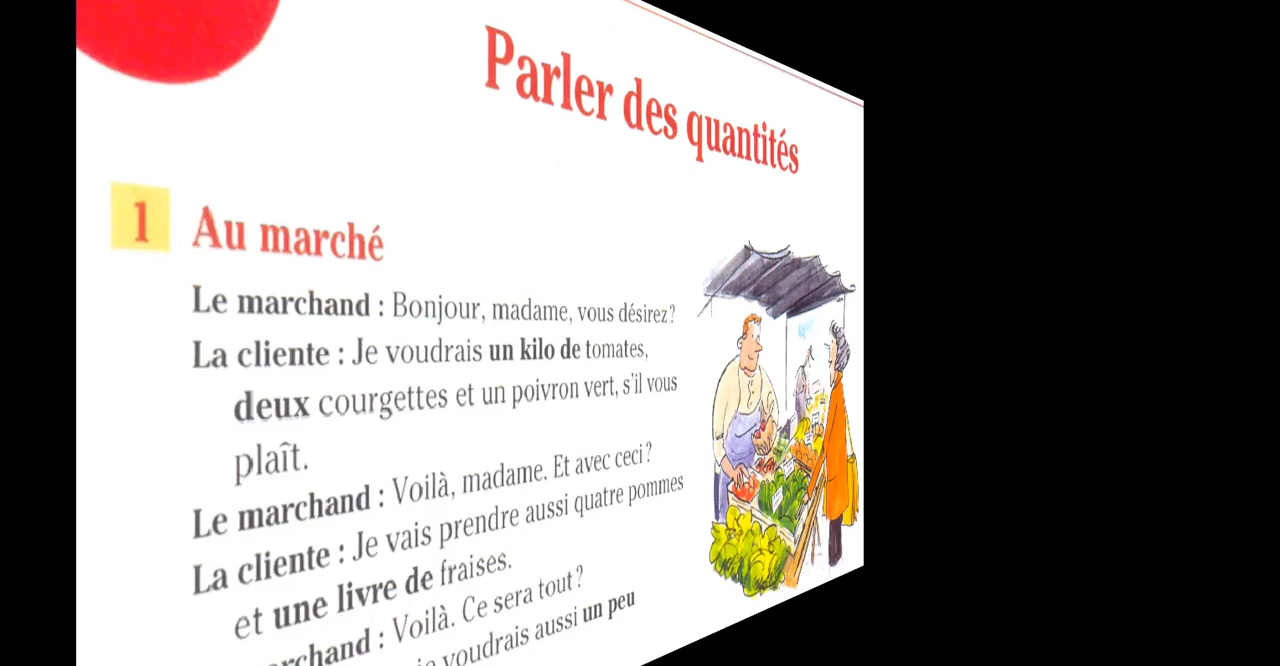 Parler des quantités
1 Au marché
Le marchand : Bonjour, madame, vous désirez ?
La cliente : Je voudrais un kilo de tomates,
deux courgettes et un poivron vert, s'il vous
plaît.
Le marchand : Voilà, madame. Et avec ceci ?
La cliente : Je vais prendre aussi quatre pommes
et une livre de fraises.
rchand : Voilà. Ce sera tout ?
voudrais aussi un peu